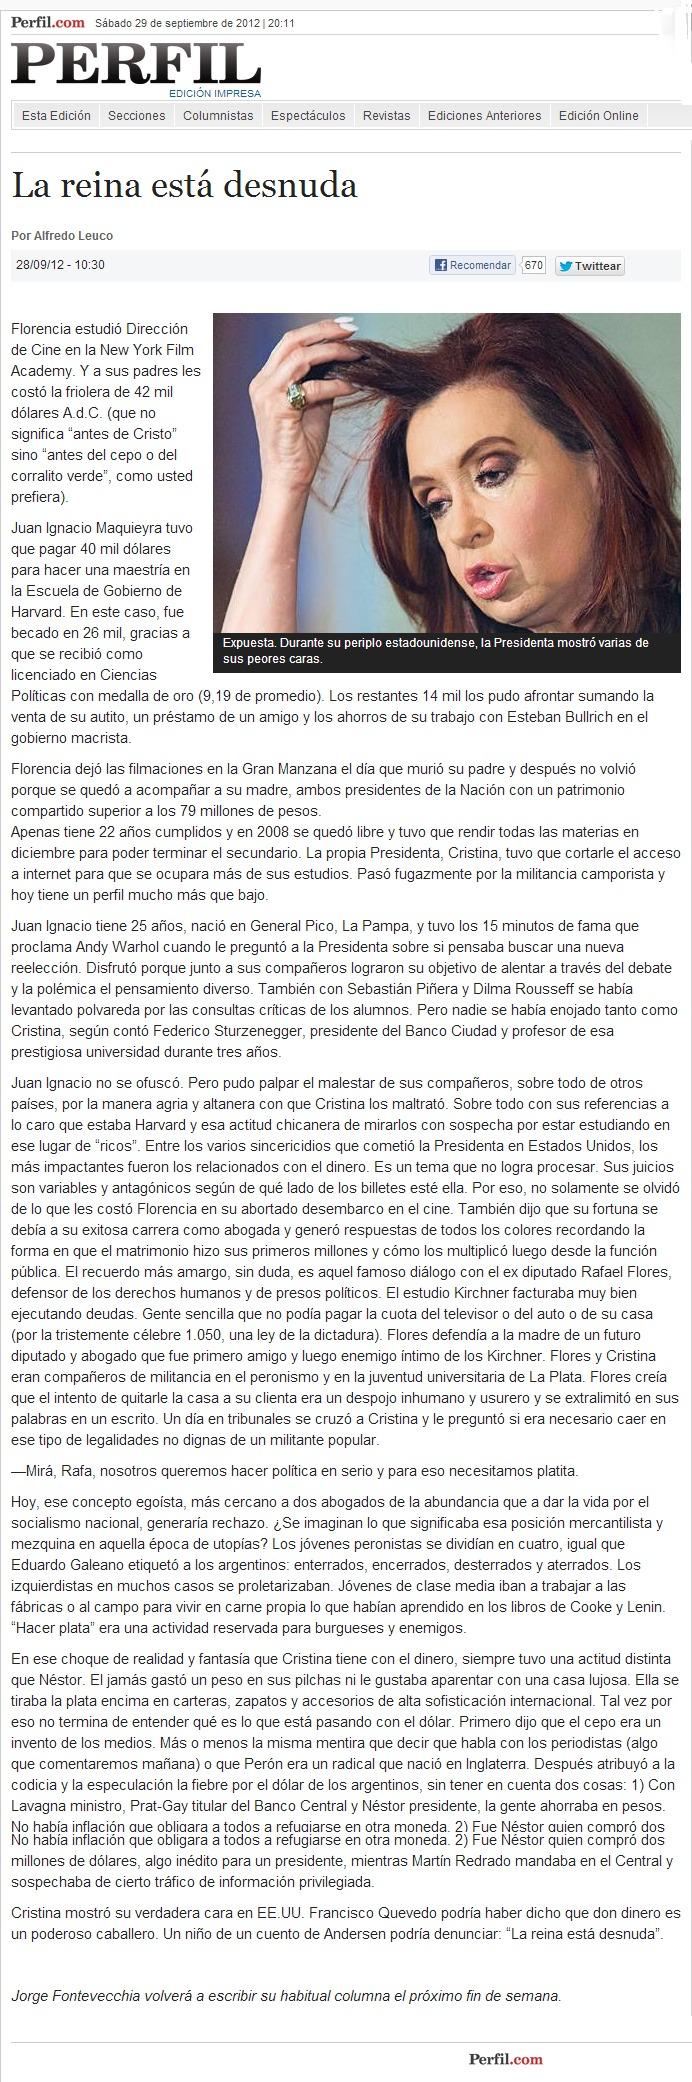 Perfil.com Sábado 29 de septiembre de 2012 | 20:11
PERFIL
EDICIÓN IMPRESA
Esta Edición Secciones Columnistas Espectáculos Revistas Ediciones Anteriores Edición Online
La reina está desnuda
Por Alfredo Leuco
28/09/12 - 10:30 Recomendar 670 Twittear
Florencia estudió Dirección
de Cine en la New York Film
Academy. Y a sus padres les
costó la friolera de 42 mil
dólares A.d.C. (que no
significa “antes de Cristo”
sino “antes del cepo o del
corralito verde”, como usted
prefiera).
Juan Ignacio Maquieyra tuvo
que pagar 40 mil dólares
para hacer una maestría en
la Escuela de Gobierno de
Harvard. En este caso, fue
becado en 26 mil, gracias a
que se recibió como
licenciado en Ciencias
Expuesta. Durante su periplo estadounidense, la Presidenta mostró varias de
sus peores caras.
Políticas con medalla de oro (9,19 de promedio). Los restantes 14 mil los pudo afrontar sumando la
venta de su autito, un préstamo de un amigo y los ahorros de su trabajo con Esteban Bullrich en el
gobierno macrista.
Florencia dejó las filmaciones en la Gran Manzana el día que murió su padre y después no volvió
porque se quedó a acompañar a su madre, ambos presidentes de la Nación con un patrimonio
compartido superior a los 79 millones de pesos.
Apenas tiene 22 años cumplidos y en 2008 se quedó libre y tuvo que rendir todas las materias en
diciembre para poder terminar el secundario. La propia Presidenta, Cristina, tuvo que cortarle el acceso
a internet para que se ocupara más de sus estudios. Pasó fugazmente por la militancia camporista y
hoy tiene un perfil mucho más que bajo.
Juan Ignacio tiene 25 años, nació en General Pico, La Pampa, y tuvo los 15 minutos de fama que
proclama Andy Warhol cuando le preguntó a la Presidenta sobre si pensaba buscar una nueva
reelección. Disfrutó porque junto a sus compañeros lograron su objetivo de alentar a través del debate
y la polémica el pensamiento diverso. También con Sebastián Piñera y Dilma Rousseff se había
levantado polvareda por las consultas críticas de los alumnos. Pero nadie se había enojado tanto como
Cristina, según contó Federico Sturzenegger, presidente del Banco Ciudad y profesor de esa
prestigiosa universidad durante tres años.
Juan Ignacio no se ofuscó. Pero pudo palpar el malestar de sus compañeros, sobre todo de otros
países, por la manera agria y altanera con que Cristina los maltrató. Sobre todo con sus referencias a
lo caro que estaba Harvard y esa actitud chicanera de mirarlos con sospecha por estar estudiando en
ese lugar de “ricos”. Entre los varios sincericidios que cometió la Presidenta en Estados Unidos, los
más impactantes fueron los relacionados con el dinero. Es un tema que no logra procesar. Sus juicios
son variables y antagónicos según de qué lado de los billetes esté ella. Por eso, no solamente se olvidó
de lo que les costó Florencia en su abortado desembarco en el cine. También dijo que su fortuna se
debía a su exitosa carrera como abogada y generó respuestas de todos los colores recordando la
forma en que el matrimonio hizo sus primeros millones y cómo los multiplicó luego desde la función
pública. El recuerdo más amargo, sin duda, es aquel famoso diálogo con el ex diputado Rafael Flores,
defensor de los derechos humanos y de presos políticos. El estudio Kirchner facturaba muy bien
ejecutando deudas. Gente sencilla que no podía pagar la cuota del televisor o del auto o de su casa
(por la tristemente célebre 1.050, una ley de la dictadura). Flores defendía a la madre de un futuro
diputado y abogado que fue primero amigo y luego enemigo íntimo de los Kirchner. Flores y Cristina
eran compañeros de militancia en el peronismo y en la juventud universitaria de La Plata. Flores creía
que el intento de quitarle la casa a su clienta era un despojo inhumano y usurero y se extralimitó en sus
palabras en un escrito. Un día en tribunales se cruzó a Cristina y le preguntó si era necesario caer en
ese tipo de legalidades no dignas de un militante popular.
—Mirá, Rafa, nosotros queremos hacer política en serio y para eso necesitamos platita.
Hoy, ese concepto egoísta, más cercano a dos abogados de la abundancia que a dar la vida por el
socialismo nacional, generaría rechazo. ¿Se imaginan lo que significaba esa posición mercantilista y
mezquina en aquella época de utopías? Los jóvenes peronistas se dividían en cuatro, igual que
Eduardo Galeano etiquetó a los argentinos: enterrados, encerrados, desterrados y aterrados. Los
izquierdistas en muchos casos se proletarizaban. Jóvenes de clase media iban a trabajar a las
fábricas o al campo para vivir en carne propia lo que habían aprendido en los libros de Cooke y Lenin.
“Hacer plata” era una actividad reservada para burgueses y enemigos.
En ese choque de realidad y fantasía que Cristina tiene con el dinero, siempre tuvo una actitud distinta
que Néstor. El jamás gastó un peso en sus pilchas ni le gustaba aparentar con una casa lujosa. Ella se
tiraba la plata encima en carteras, zapatos y accesorios de alta sofisticación internacional. Tal vez por
eso no termina de entender qué es lo que está pasando con el dólar. Primero dijo que el cepo era un
invento de los medios. Más o menos la misma mentira que decir que habla con los periodistas (algo
que comentaremos mañana) o que Perón era un radical que nació en Inglaterra. Después atribuyó a la
codicia y la especulación la fiebre por el dólar de los argentinos, sin tener en cuenta dos cosas: 1) Con
Lavagna ministro, Prat-Gay titular del Banco Central y Néstor presidente, la gente ahorraba en pesos.
No había inflación que obligara a todos a refugiarse en otra moneda. 2) Fue Néstor quien compró dos
No había inflación que obligara a todos a refugiarse en otra moneda. 2) Fue Néstor quien compró dos
millones de dólares, algo inédito para un presidente, mientras Martín Redrado mandaba en el Central y
sospechaba de cierto tráfico de información privilegiada.
Cristina mostró su verdadera cara en EE.UU. Francisco Quevedo podría haber dicho que don dinero es
un poderoso caballero. Un niño de un cuento de Andersen podría denunciar: “La reina está desnuda”.
Jorge Fontevecchia volverá a escribir su habitual columna el próximo fin de semana.
Perfil.com